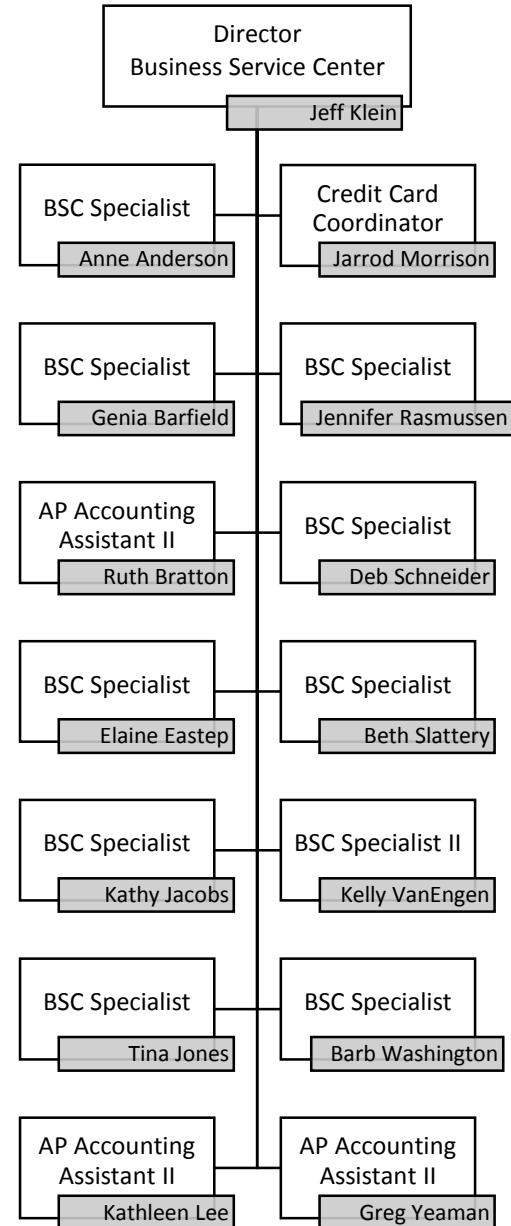 Director
Business Service Center
Jeff Klein
BSC Specialist
Anne Anderson
Credit Card
Coordinator
Jarrod Morrison
BSC Specialist
Genia Barfield
BSC Specialist
Jennifer Rasmussen
AP Accounting
Assistant II
Ruth Bratton
BSC Specialist
Deb Schneider
BSC Specialist
Elaine Eastep
BSC Specialist
Beth Slattery
BSC Specialist
Kathy Jacobs
BSC Specialist II
Kelly VanEngen
BSC Specialist
Tina Jones
BSC Specialist
Barb Washington
AP Accounting
Assistant II
Kathleen Lee
AP Accounting
Assistant II
Greg Yeaman